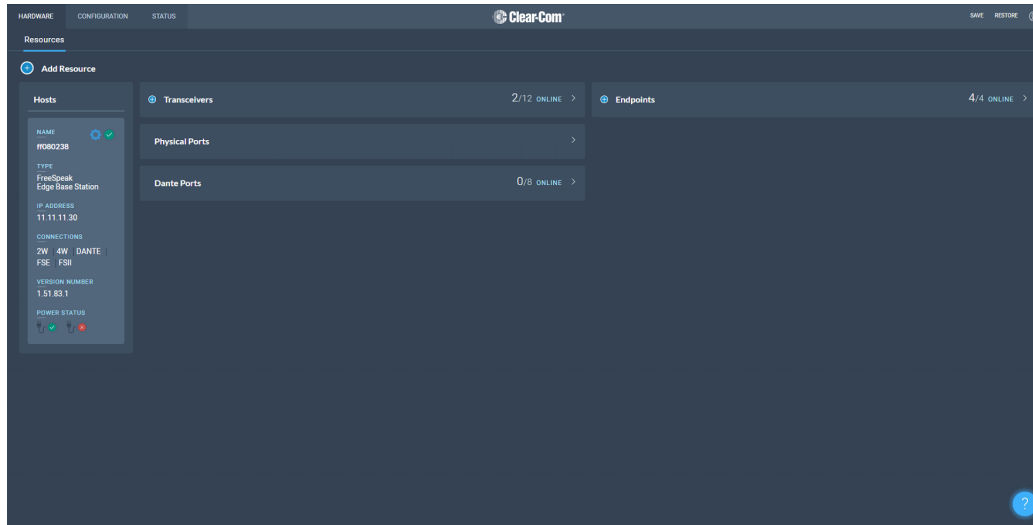 HARDWARE
CONFIGURATION
STATUS
Clear-Com
SAVE
RESTORE
Resources
Add Resource
Hosts
NAME
ff080238
TYPE
FreeSpeak
Edge Base Station
IP ADDRESS
11.11.11.30
CONNECTIONS
2W | 4W | DANTE |
FSE | FSII
VERSION NUMBER
1.51.83.1
POWER STATUS
Transceivers
2/12 ONLINE >
Physical Ports
>
Dante Ports
0/8 ONLINE >
Endpoints
4/4 ONLINE >
?